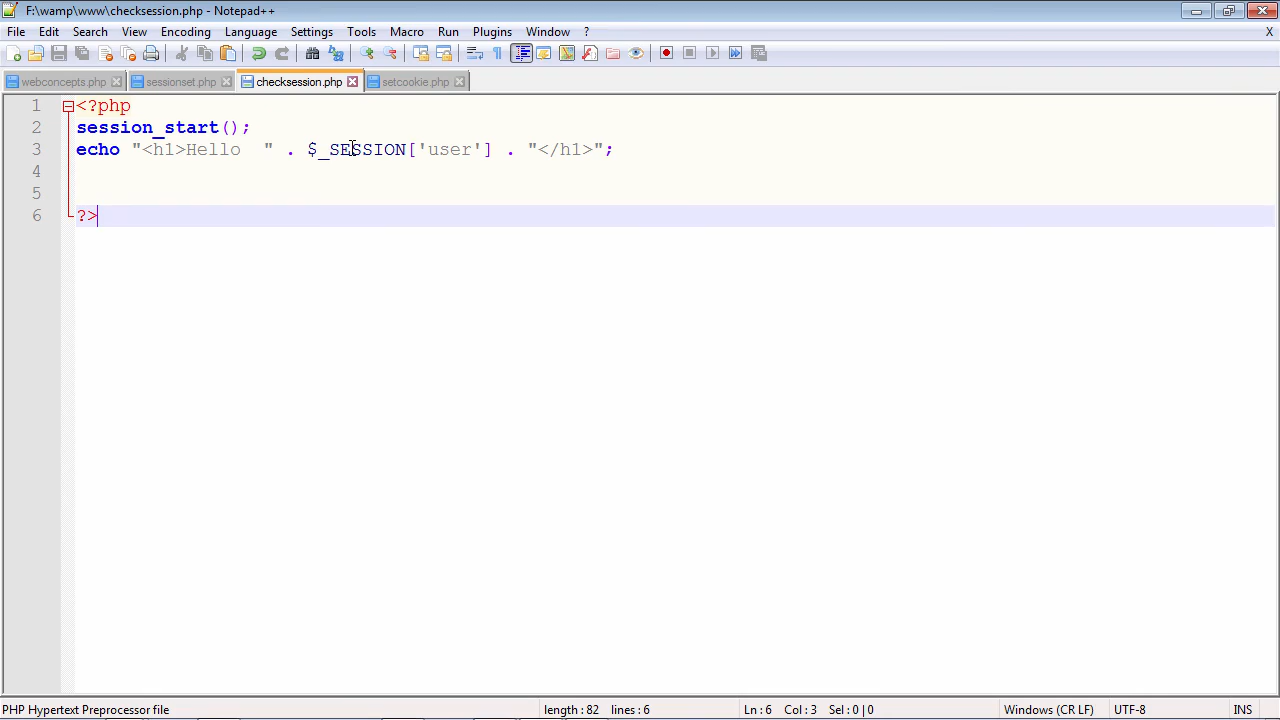 F:\wamp\www\checksession.php - Notepad++
File Edit Search View Encoding Language Settings Tools Macro Run Plugins Window ? X
webconcepts.php sessionset.php checksession.php setcookie.php
1 <?php
2 session_start();
3 echo "<h1>Hello  " . $_SESSION['user'] . "</h1>";
4
5
6 ?>
PHP Hypertext Preprocessor file length : 82 lines : 6 Ln : 6 Col : 3 Sel : 0 | 0 Windows (CR LF) UTF-8 INS